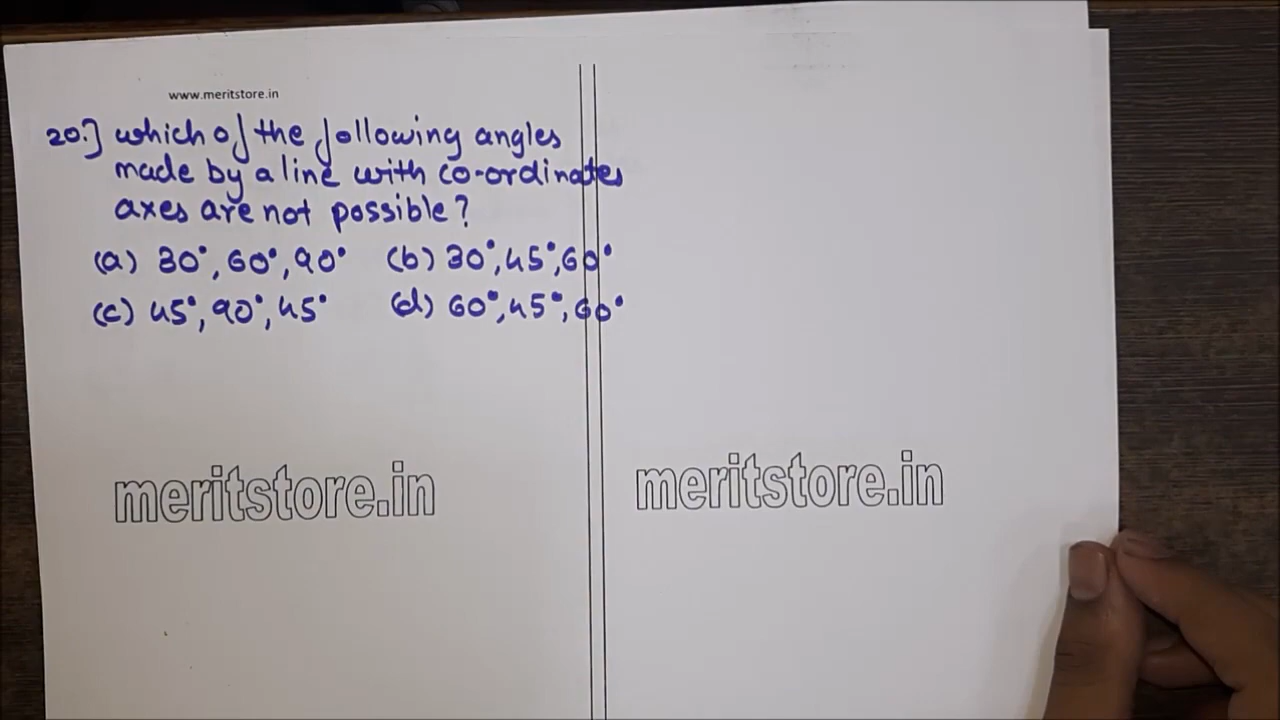 www.meritstore.in
20.] which of the following angles
made by a line with co-ordinates
axes are not possible?
(a) 30°, 60°, 90° (b) 30°, 45°, 60°
(c) 45°, 90°, 45° (d) 60°, 45°, 60°
meritstore.in meritstore.in